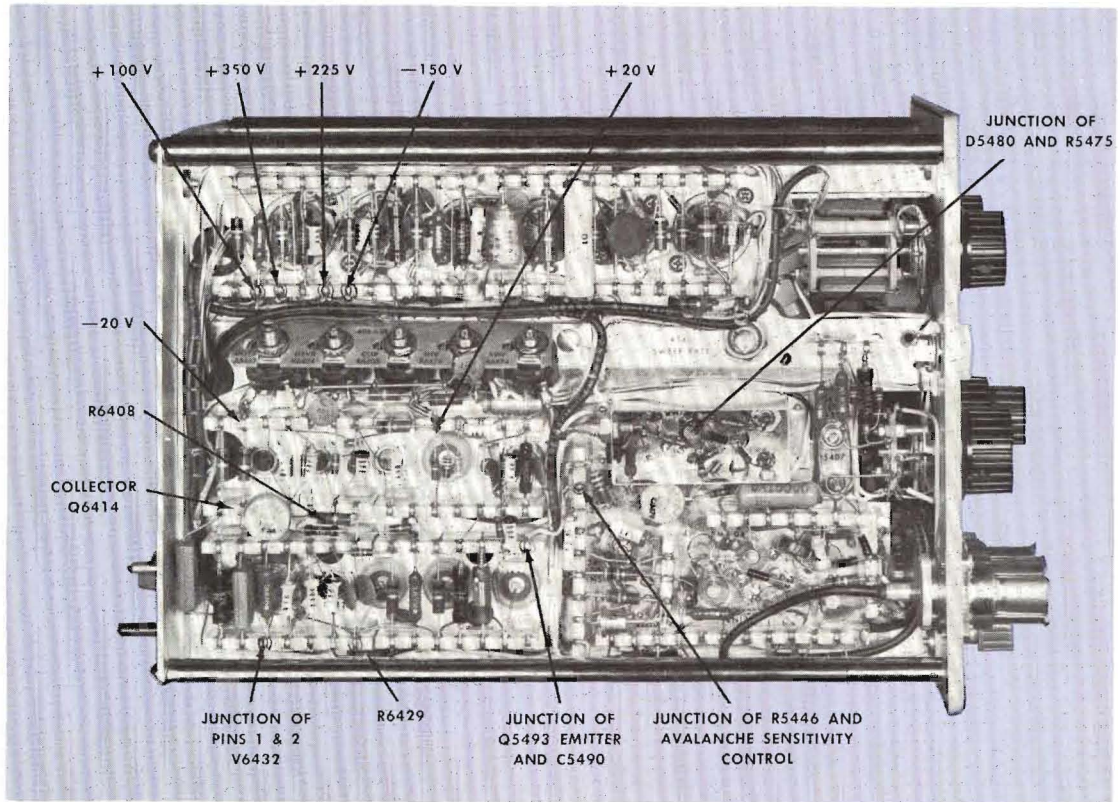 +100 V
+350 V
+225 V
—150 V
+20 V
JUNCTION OF
D5480 AND R5475
—20 V
R6408
COLLECTOR
Q6414
JUNCTION OF
PINS 1 & 2
V6432
R6429
JUNCTION OF
Q5493 EMITTER
AND C5490
JUNCTION OF R5446 AND
AVALANCHE SENSITIVITY
CONTROL